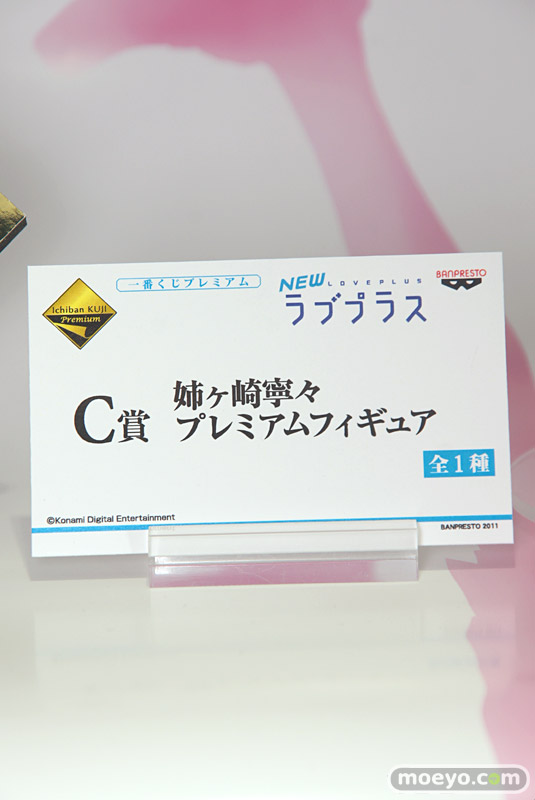 Ichiban KUJI
Premium
一番くじプレミアム
NEW LOVEPLUS
ラブプラス
BANPRESTO
C賞
姉ヶ崎寧々
プレミアムフィギュア
全1種
©Konami Digital Entertainment
BANPRESTO 2011
moeyo.com